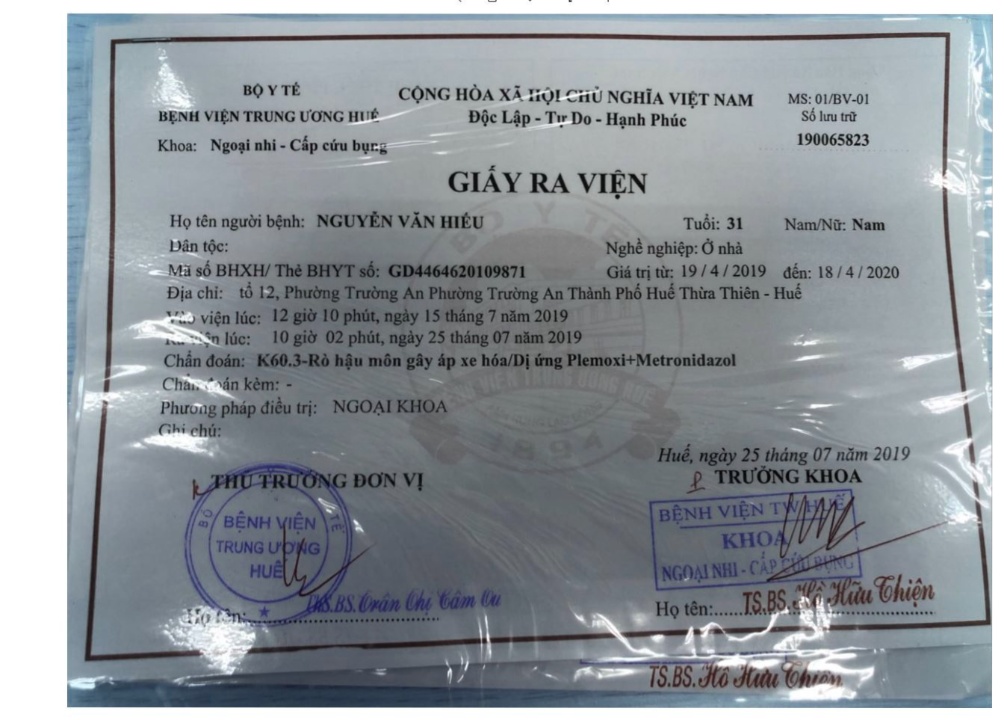 BỘ Y TẾ
BỆNH VIỆN TRUNG ƯƠNG HUẾ
Khoa: Ngoại nhi - Cấp cứu bụng
CỘNG HÒA XÃ HỘI CHỦ NGHĨA VIỆT NAM
Độc Lập - Tự Do - Hạnh Phúc
MS: 01/BV-01
Số lưu trữ
190065823
GIẤY RA VIỆN
Họ tên người bệnh: NGUYỄN VĂN HIẾU Tuổi: 31 Nam/Nữ: Nam
Dân tộc: Nghề nghiệp: Ở nhà
Mã số BHXH/ Thẻ BHYT số: GD4464620109871 Giá trị từ: 19 / 4 / 2019 đến: 18 / 4 / 2020
Địa chỉ: tổ 12, Phường Trường An Phường Trường An Thành Phố Huế Thừa Thiên - Huế
Vào viện lúc: 12 giờ 10 phút, ngày 15 tháng 7 năm 2019
Ra viện lúc: 10 giờ 02 phút, ngày 25 tháng 07 năm 2019
Chẩn đoán: K60.3-Rò hậu môn gây áp xe hóa/Dị ứng Plemoxi+Metronidazol
Chẩn đoán kèm: -
Phương pháp điều trị: NGOẠI KHOA
Ghi chú:
Huế, ngày 25 tháng 07 năm 2019
THỦ TRƯỞNG ĐƠN VỊ
TRƯỞNG KHOA
BỘ Y TẾ
BỆNH VIỆN
TRUNG ƯƠNG
HUẾ
BỆNH VIỆN TW HUẾ
KHOA
NGOẠI NHI - CẤP CỨU BỤNG
Họ tên:
Họ tên: TS.BS. Hồ Hữu Thiện
TS.BS. Hồ Hữu Thiện